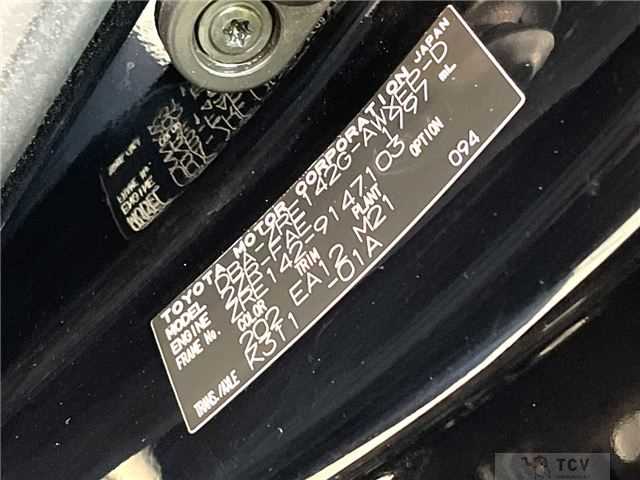 TOYOTA MOTOR CORPORATION JAPAN
MODEL DBA-ZRE142G-AWXEP-D
ENGINE 2ZR-FAE 1797 mL
FRAME No. ZRE142-9147103
COLOR TRIM PLANT OPTION
202 EA12 M21 094
TRANS./AXLE K311 -01A
TCV